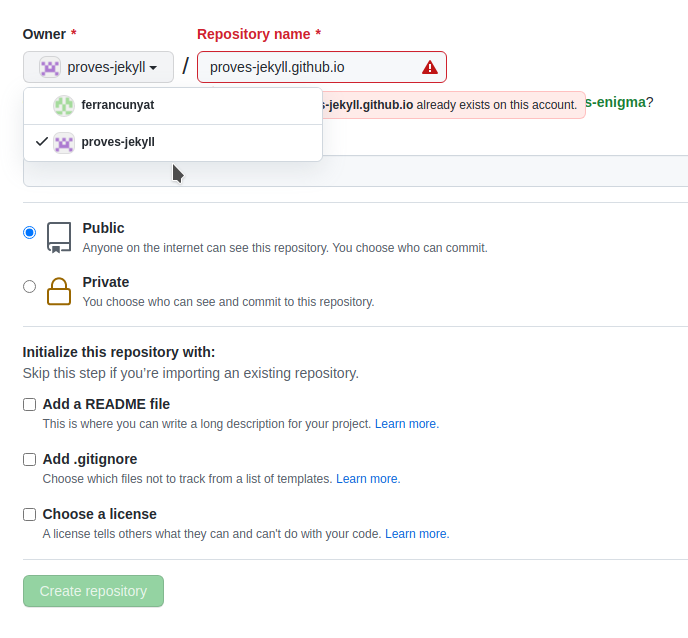 Owner * Repository name *
proves-jekyll / proves-jekyll.github.io
ferrancunyat
s-jekyll.github.io already exists on this account. s-enigma?
proves-jekyll
Public
Anyone on the internet can see this repository. You choose who can commit.
Private
You choose who can see and commit to this repository.
Initialize this repository with:
Skip this step if you’re importing an existing repository.
Add a README file
This is where you can write a long description for your project. Learn more.
Add .gitignore
Choose which files not to track from a list of templates. Learn more.
Choose a license
A license tells others what they can and can't do with your code. Learn more.
Create repository